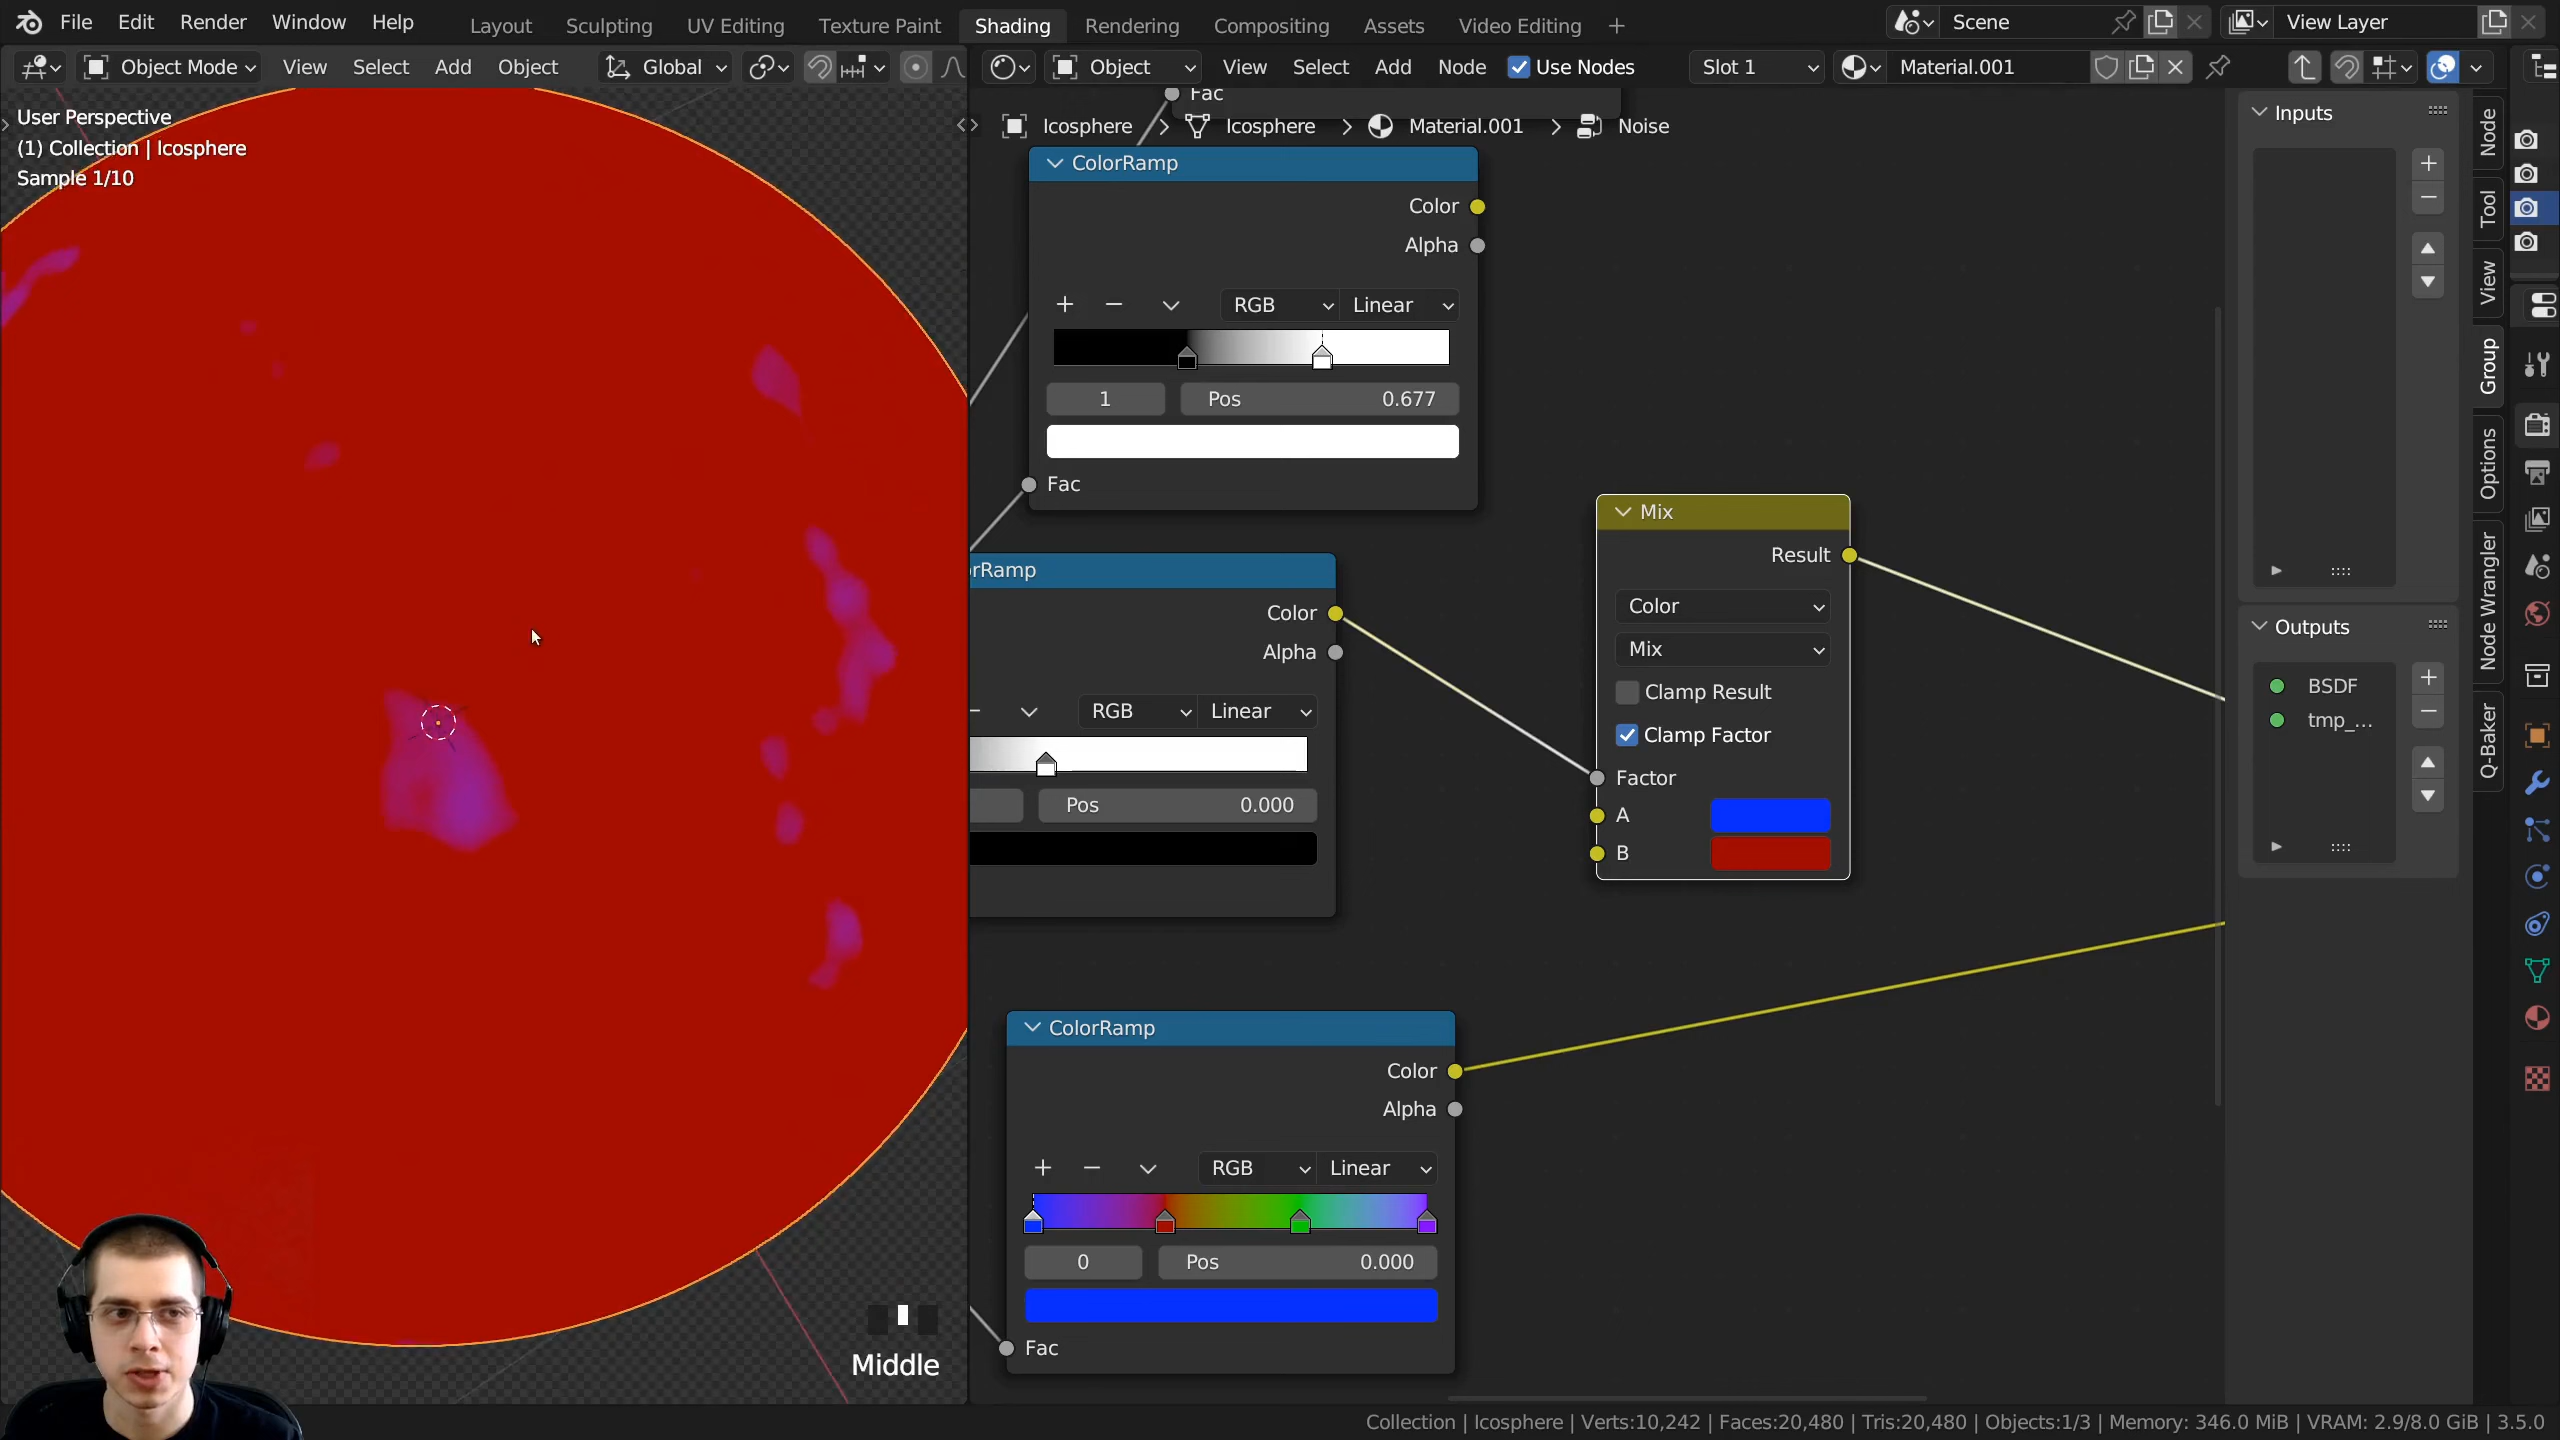 File Edit Render Window Help Layout Sculpting UV Editing Texture Paint Shading Rendering Compositing Assets Video Editing + Scene View Layer
Object Mode View Select Add Object Global Object View Select Add Node Use Nodes Slot 1 Material.001
User Perspective
(1) Collection | Icosphere
Sample 1/10
Fac
Icosphere > Icosphere > Material.001 > Noise
ColorRamp
Color
Alpha
RGB Linear
1 Pos 0.677
Fac
orRamp
Color
Alpha
RGB Linear
Pos 0.000
Mix
Result
Color
Mix
Clamp Result
Clamp Factor
Factor
A
B
ColorRamp
Color
Alpha
RGB Linear
0 Pos 0.000
Fac
Inputs
Outputs
BSDF
tmp_...
Node
Tool
View
Group
Options
Node Wrangler
Q-Baker
Middle
Collection | Icosphere | Verts:10,242 | Faces:20,480 | Tris:20,480 | Objects:1/3 | Memory: 346.0 MiB | VRAM: 2.9/8.0 GiB | 3.5.0